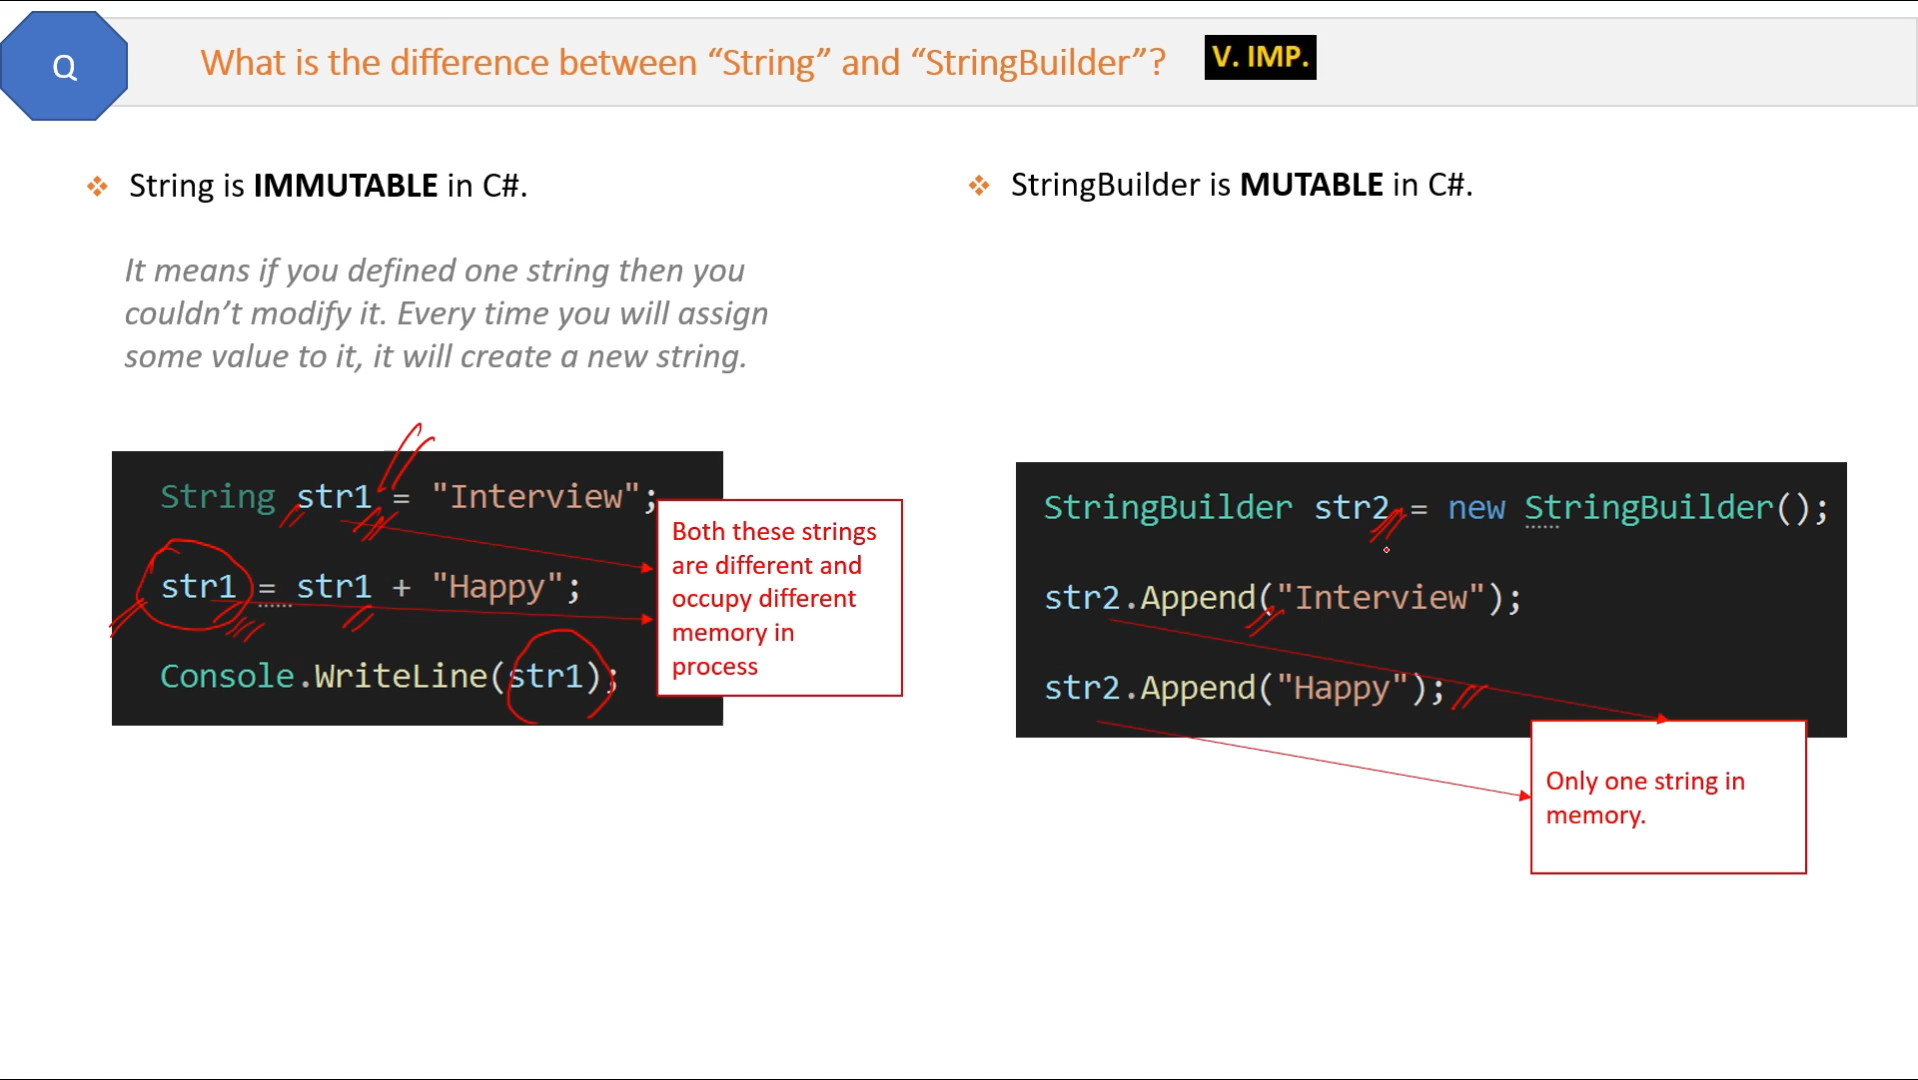 Q
What is the difference between “String” and “StringBuilder”?
V. IMP.
String is IMMUTABLE in C#.
It means if you defined one string then you
couldn’t modify it. Every time you will assign
some value to it, it will create a new string.
String str1 = "Interview";
str1 = str1 + "Happy";
Console.WriteLine(str1);
Both these strings
are different and
occupy different
memory in
process
StringBuilder is MUTABLE in C#.
StringBuilder str2 = new StringBuilder();
str2.Append("Interview");
str2.Append("Happy");
Only one string in
memory.